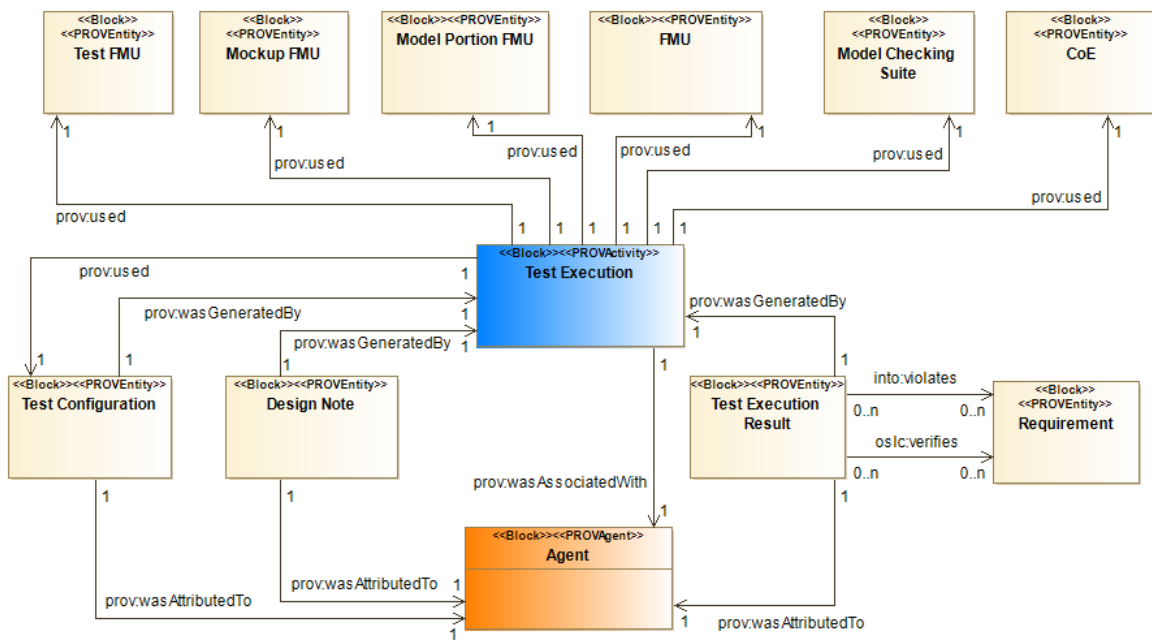 <<Block>>
<<PROVEntity>>
Test FMU
<<Block>>
<<PROVEntity>>
Mockup FMU
<<Block>><<PROVEntity>>
Model Portion FMU
<<Block>><<PROVEntity>>
FMU
<<Block>>
<<PROVEntity>>
Model Checking
Suite
<<Block>>
<<PROVEntity>>
CoE
1
1
1
1
1
1
prov:used
prov:used
prov:used
prov:used
prov:used
prov:used
1
1
1
1
1
1
<<Block>><<PROVActivity>>
Test Execution
prov:used
1
1
prov:wasGeneratedBy
1
1
prov:wasGeneratedBy
1
1
prov:wasGeneratedBy
1
1
<<Block>><<PROVEntity>>
Test Configuration
<<Block>><<PROVEntity>>
Design Note
<<Block>><<PROVEntity>>
Test Execution
Result
into:violates
0..n
0..n
oslc:verifies
0..n
0..n
<<Block>>
<<PROVEntity>>
Requirement
1
prov:wasAssociatedWith
1
<<Block>><<PROVAgent>>
Agent
1
prov:wasAttributedTo
1
1
prov:wasAttributedTo
1
1
prov:wasAttributedTo
1